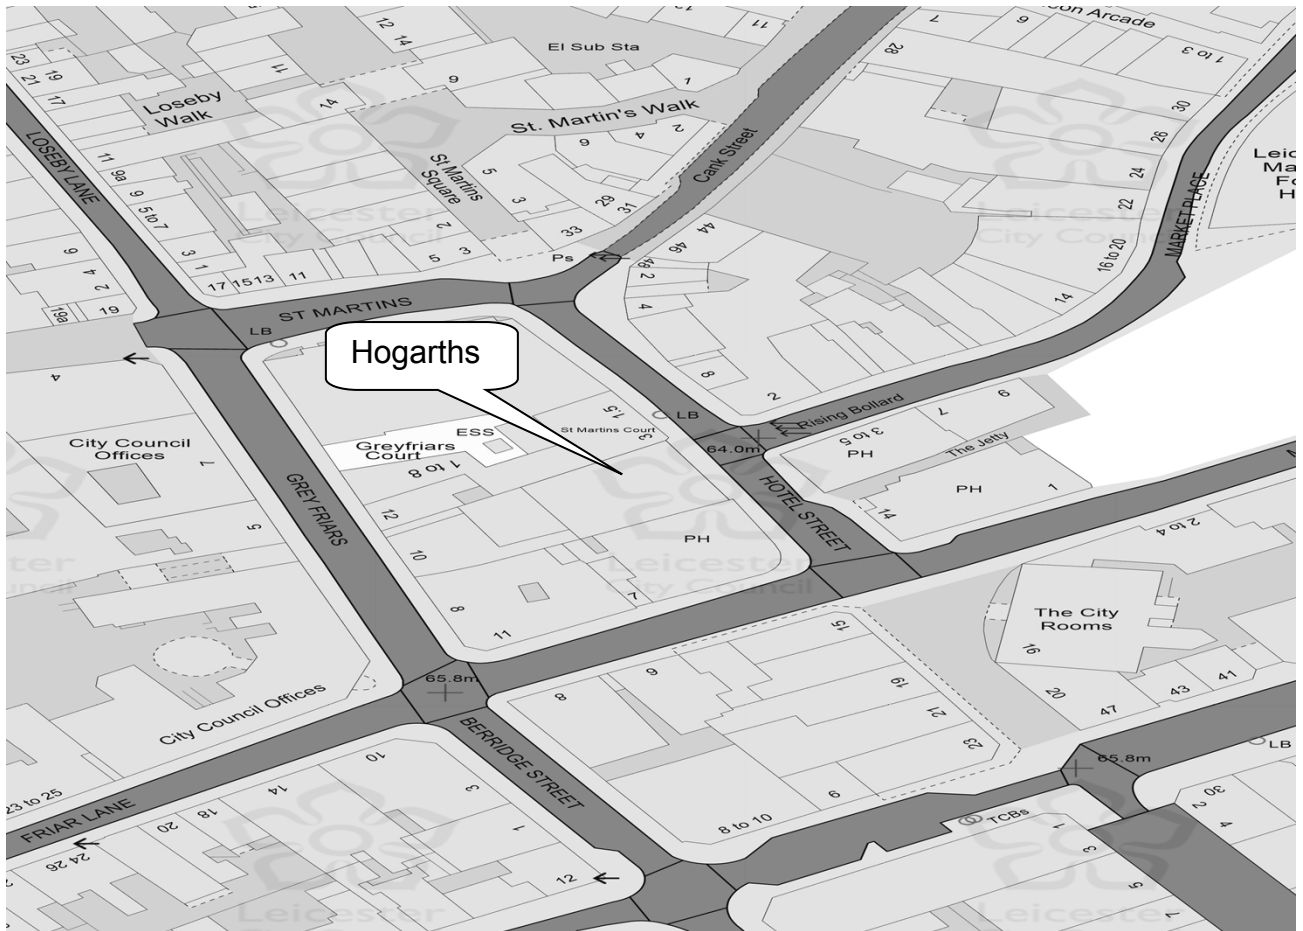 Hogarths
El Sub Sta
Loseby
Walk
St. Martin's Walk
Cank Street
LOSEBY LANE
St Martins
Square
ST MARTINS
MARKET PLACE
Arcade
1 to 3
28
30
26
24
22
16 to 20
14
12
14
11
23
21
19
17
11
14
9
1
11
9a
9
5 to 7
3
1
17 15 13
11
5
3
2
5
3
6
4
2
29
31
33
Ps
44
46
48
2
4
8
2
6
4
2
19a
19
LB
LB
Rising Bollard
64.0m
St Martins Court
1.5
3
ESS
Greyfriars
Court
1 to 8
12
10
8
11
7
PH
HOTEL STREET
3 to 5
PH
7
9
The Jetty
PH
1
14
2 to 4
The City
Rooms
16
20
47
43
41
4
City Council
Offices
7
5
GREY FRIARS
City Council Offices
65.8m
BERRIDGE STREET
8
9
15
19
21
23
9
8 to 10
23 to 25
FRIAR LANE
24 26
20
18
14
10
3
1
12
65.8m
LB
TCBs
1
3
5
7
30
2
4
Leicester
City Council